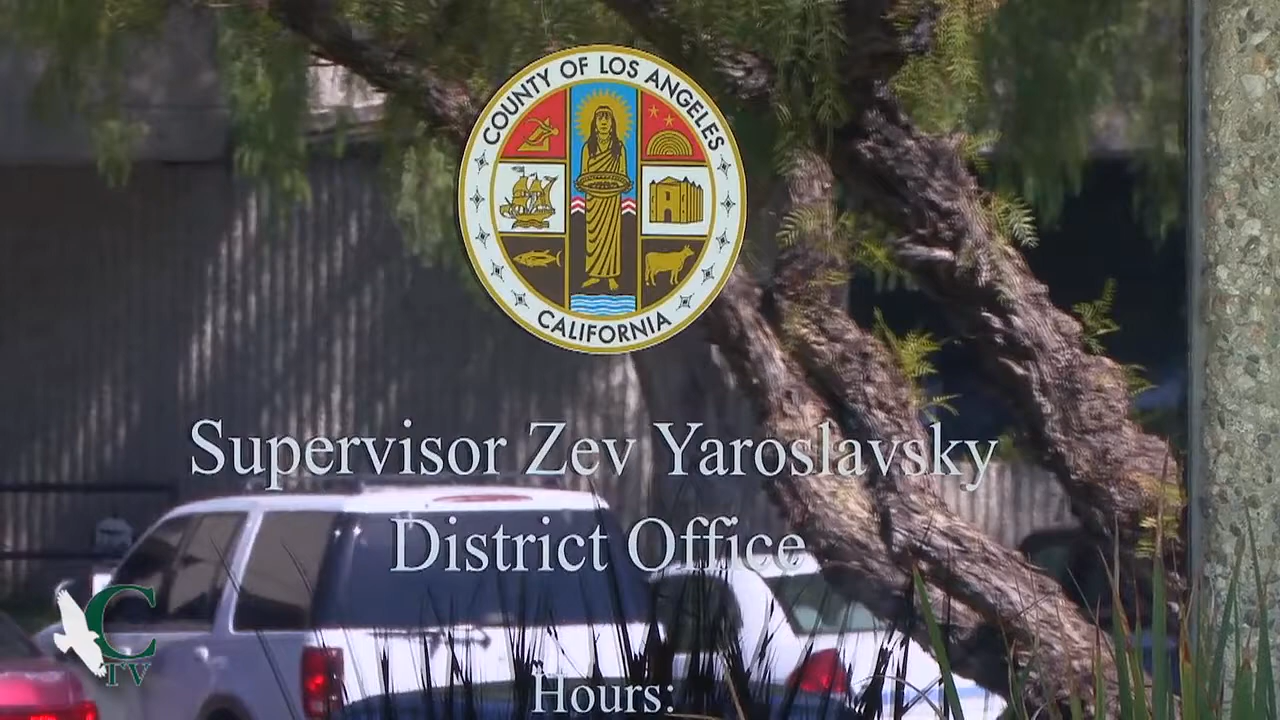 COUNTY OF LOS ANGELES
CALIFORNIA
Supervisor Zev Yaroslavsky
District Office
Hours:
C
TV